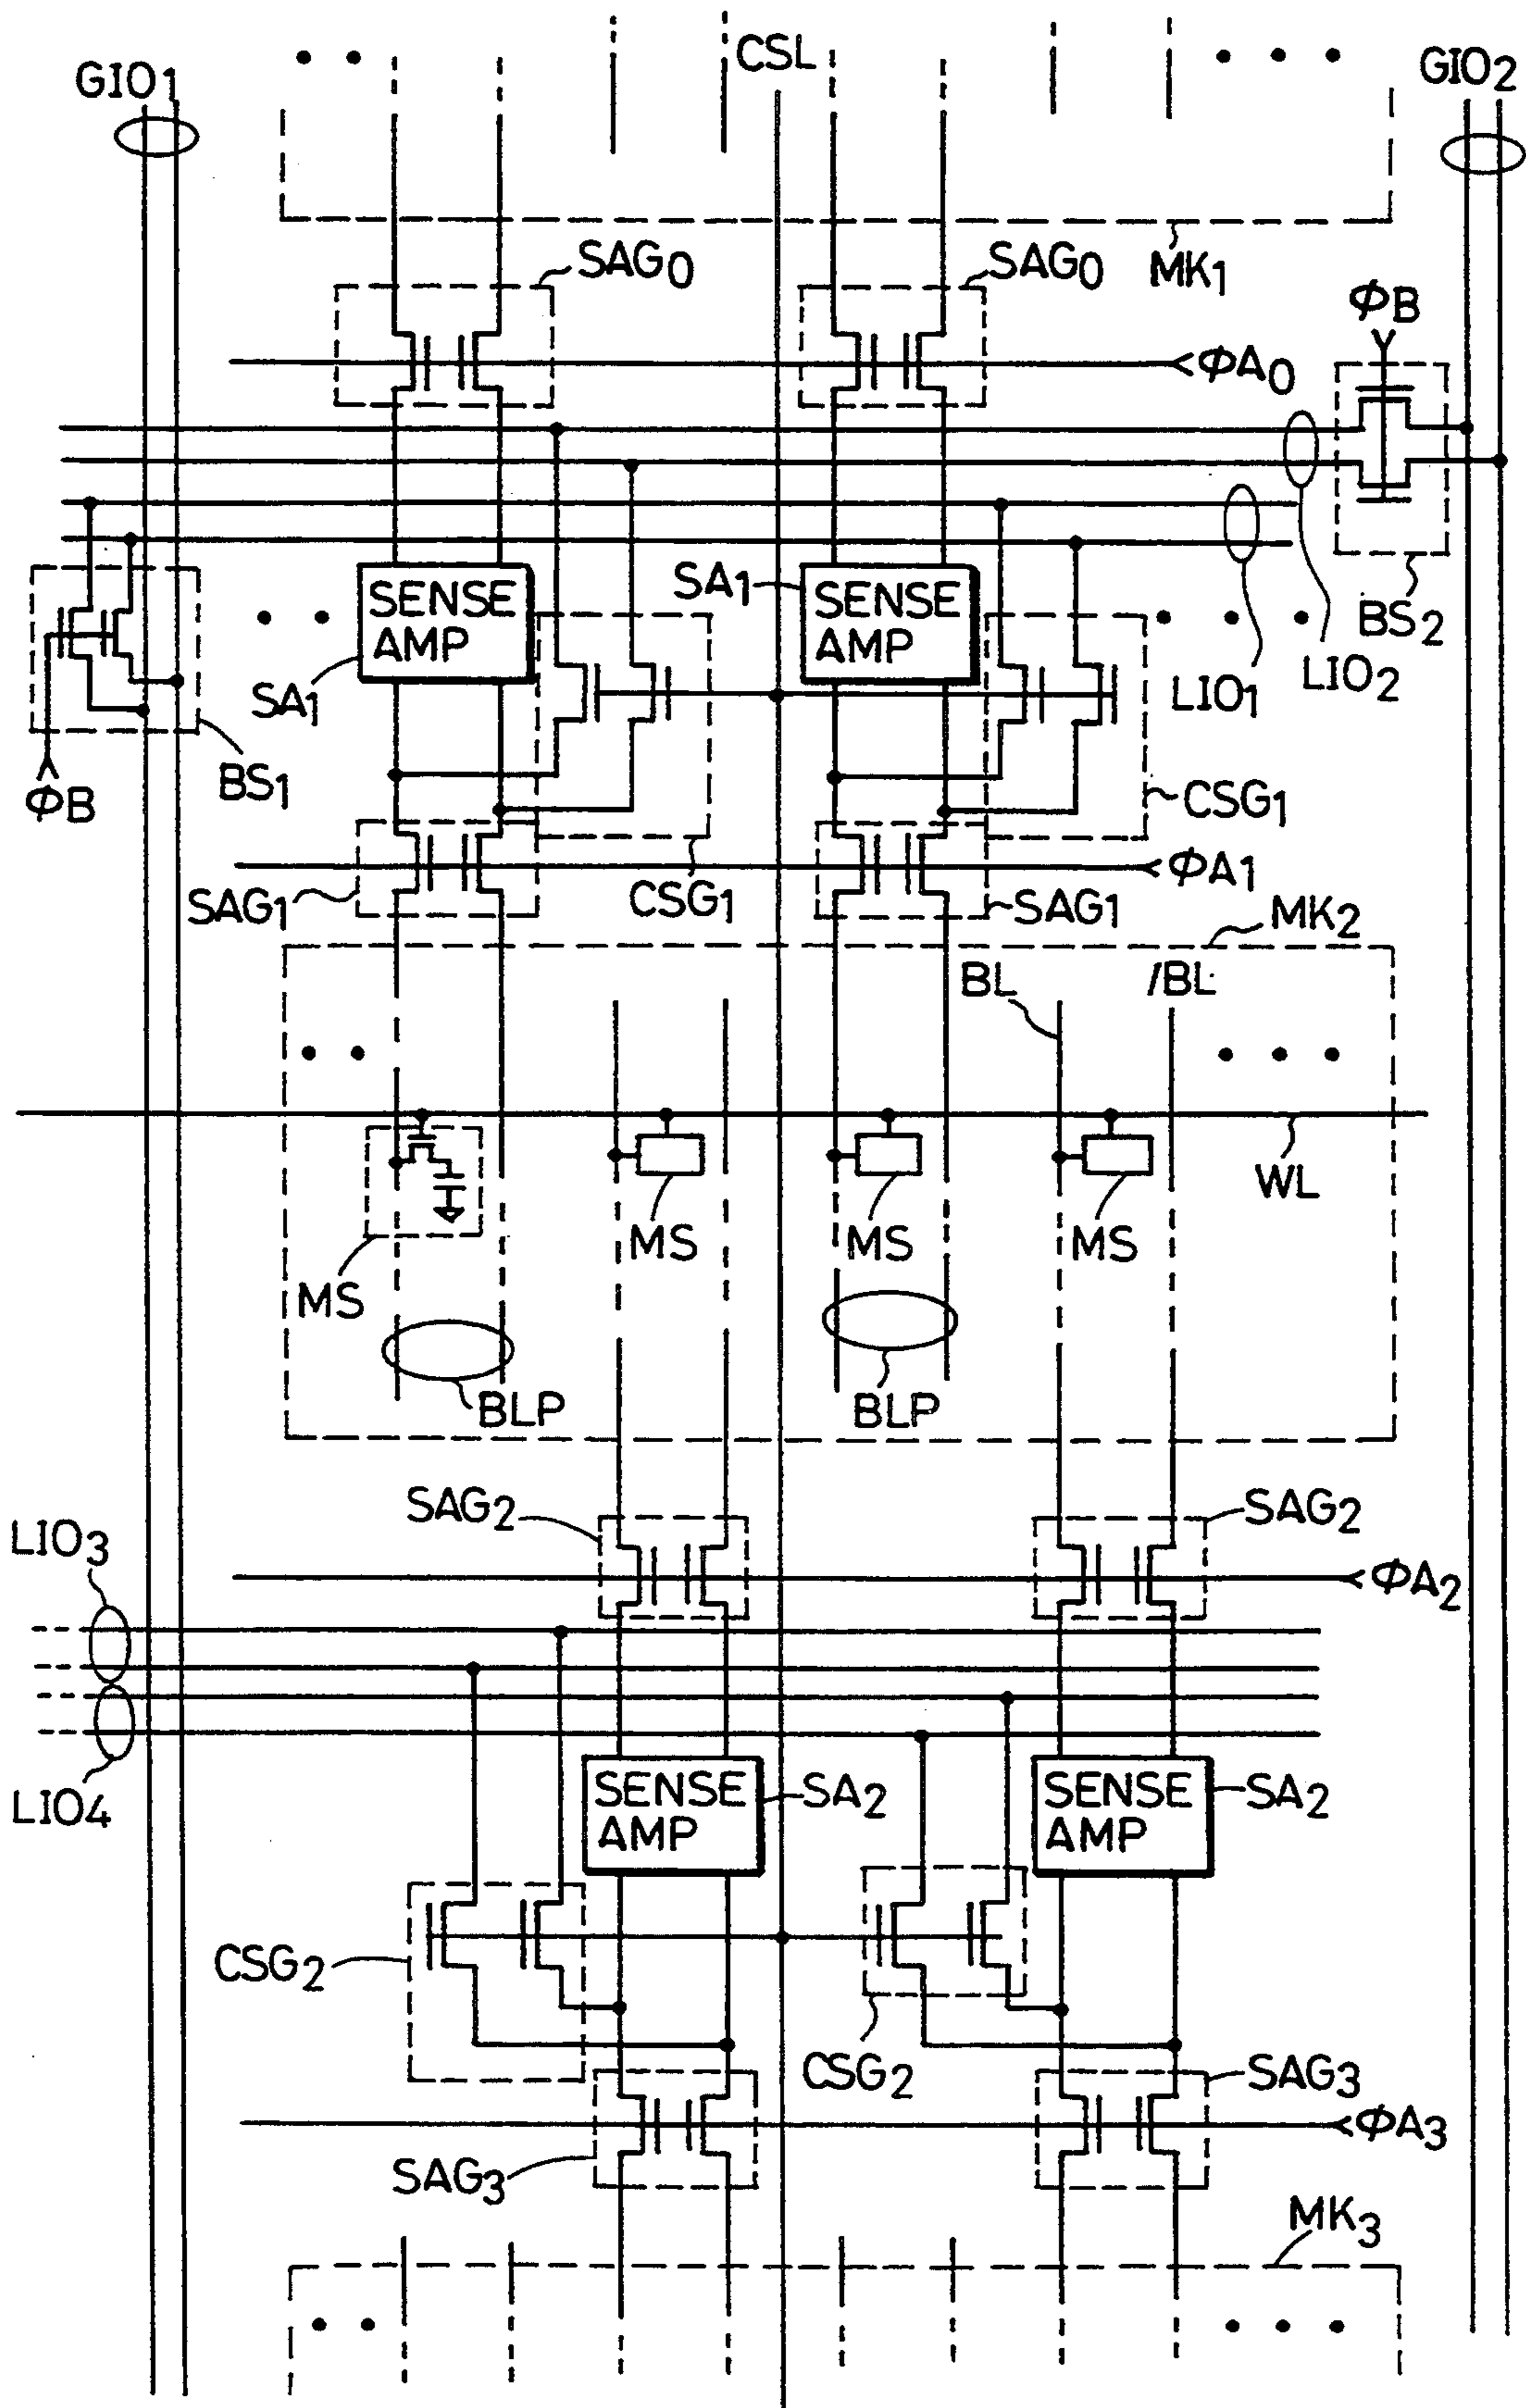 CSL
GIO1
GIO2
SAG0
SAG0
MK1
ΦB
ΦA0
SENSE
AMP
SA1
SENSE
AMP
BS2
SA1
LIO1
LIO2
BS1
ΦB
CSG1
SAG1
CSG1
ΦA1
SAG1
MK2
BL
/BL
WL
MS
MS
MS
MS
BLP
BLP
SAG2
SAG2
LIO3
ΦA2
SENSE
AMP
SA2
SENSE
AMP
SA2
LIO4
CSG2
CSG2
SAG3
ΦA3
SAG3
MK3